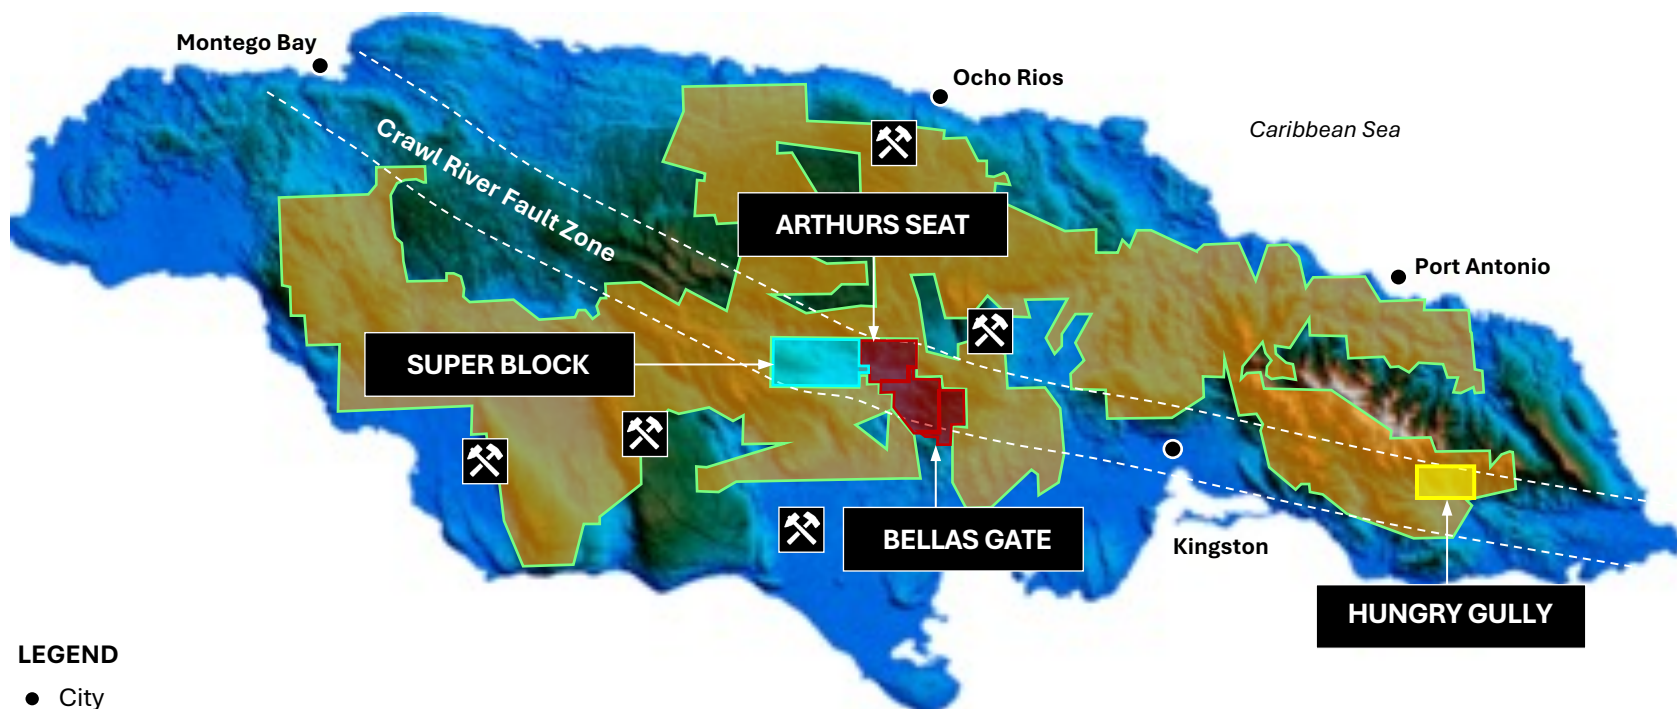 Montego Bay
Ocho Rios
Caribbean Sea
Crawl River Fault Zone
ARTHURS SEAT
Port Antonio
SUPER BLOCK
BELLAS GATE
Kingston
HUNGRY GULLY
LEGEND
City